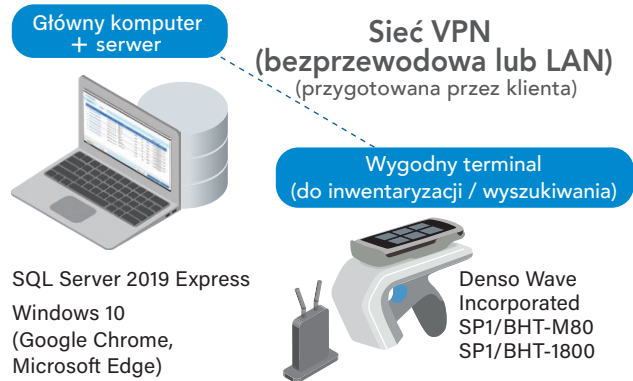 Główny komputer
+ serwer
Sieć VPN
(bezprzewodowa lub LAN)
(przygotowana przez klienta)
Wygodny terminal
(do inwentaryzacji / wyszukiwania)
SQL Server 2019 Express
Windows 10
(Google Chrome,
Microsoft Edge)
Denso Wave
Incorporated
SP1/BHT-M80
SP1/BHT-1800